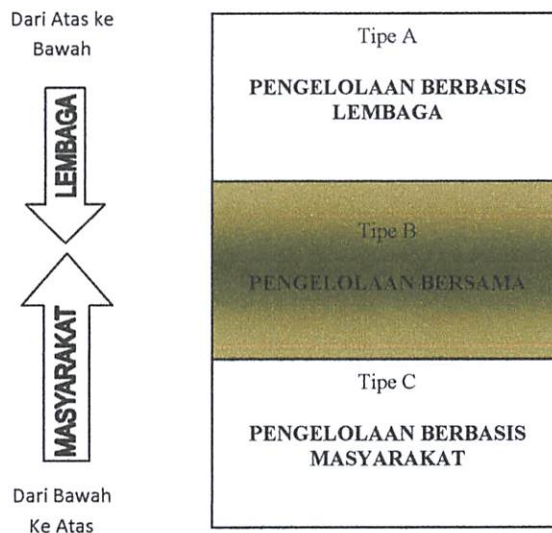 Dari Atas ke
Bawah
LEMBAGA
MASYARAKAT
Dari Bawah
Ke Atas
Tipe A
PENGELOLAAN BERBASIS
LEMBAGA
Tipe B
PENGELOLAAN BERSAMA
Tipe C
PENGELOLAAN BERBASIS
MASYARAKAT